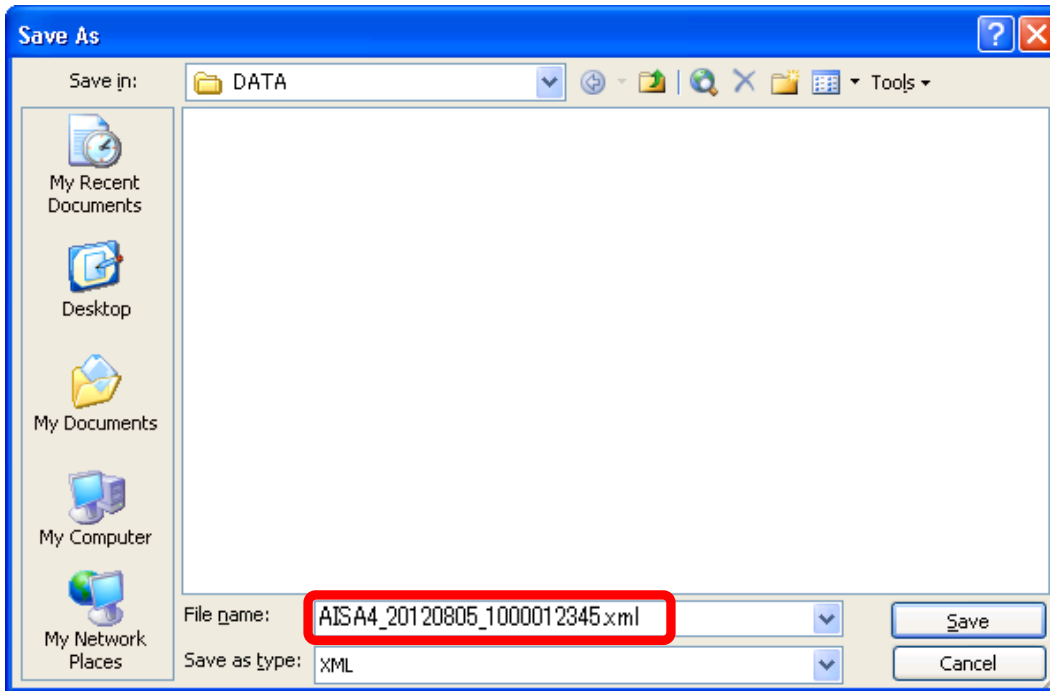 Save As
Save in:
DATA
Tools
My Recent
Documents
Desktop
My Documents
My Computer
My Network
Places
File name:
AISA4_20120805_1000012345.xml
Save
Save as type:
XML
Cancel